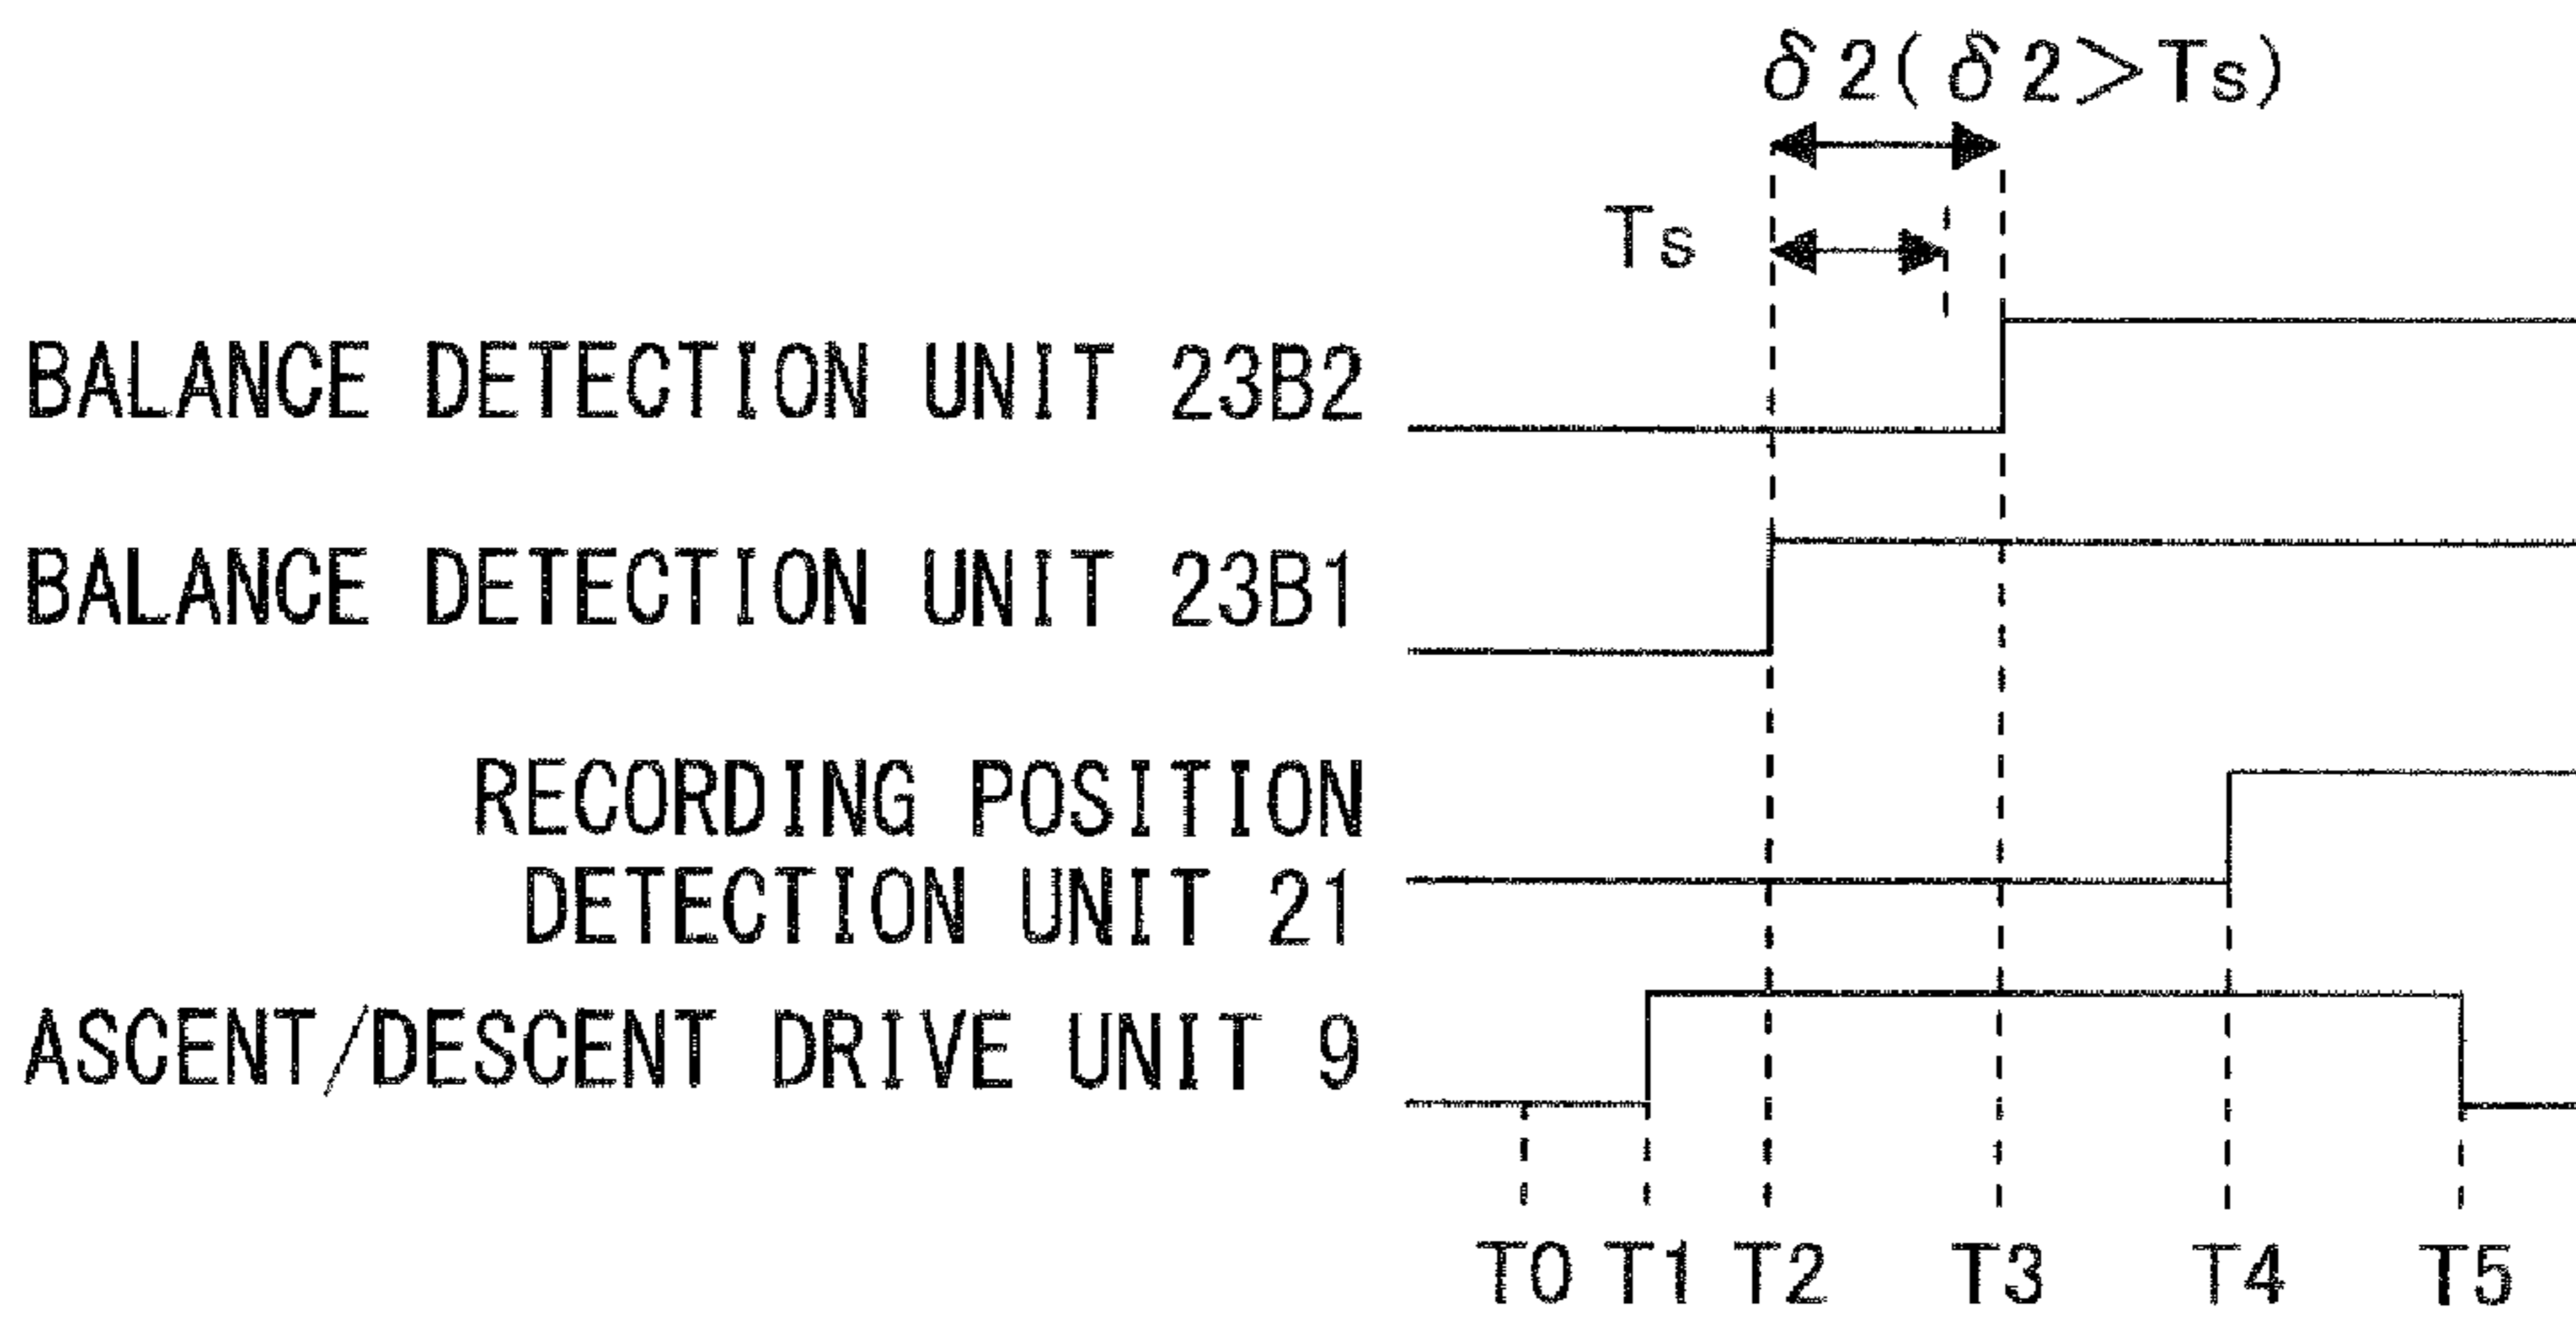 δ2(δ2>Ts)
Ts
BALANCE DETECTION UNIT 23B2
BALANCE DETECTION UNIT 23B1
RECORDING POSITION
DETECTION UNIT 21
ASCENT/DESCENT DRIVE UNIT 9
T0 T1 T2 T3 T4 T5